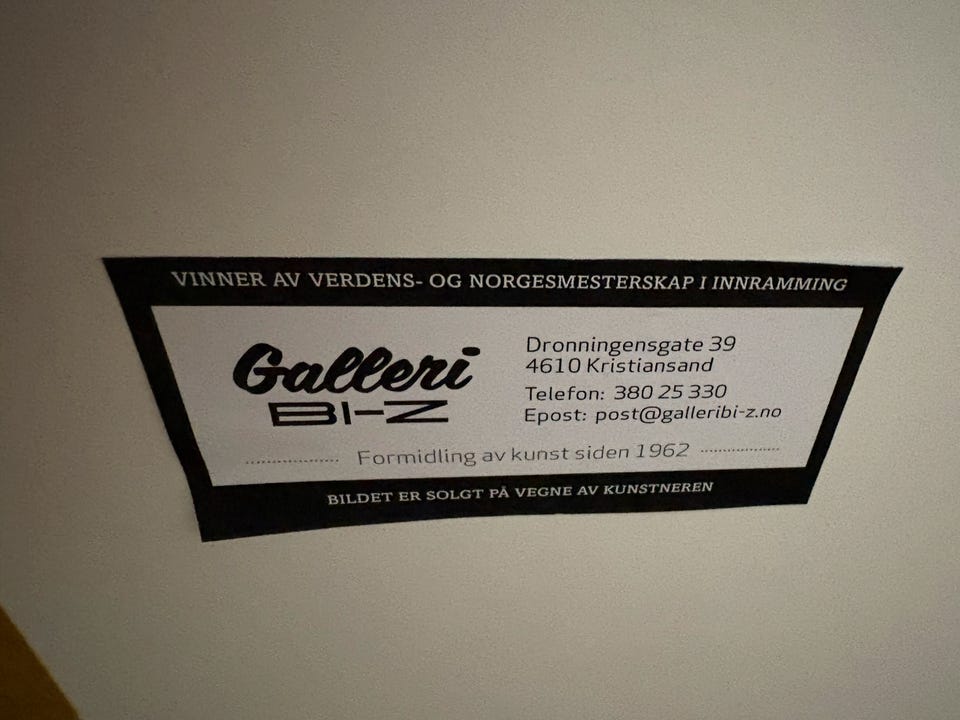 VINNER AV VERDENS- OG NORGESMESTERSKAP I INNRAMMING
Galleri
BI-Z
Dronningensgate 39
4610 Kristiansand
Telefon: 380 25 330
Epost: post@galleribi-z.no
Formidling av kunst siden 1962
BILDET ER SOLGT PÅ VEGNE AV KUNSTNEREN